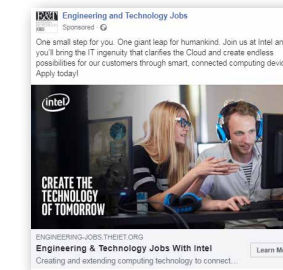 Engineering and Technology Jobs
Sponsored ·
One small step for you. One giant leap for humankind. Join us at Intel an
you'll bring the IT ingenuity that clarifies the Cloud and create endless
possibilities for our customers through smart, connected computing devic
Apply today!
intel
CREATE THE
TECHNOLOGY
OF TOMORROW
ENGINEERING-JOBS.THEIET.ORG
Engineering & Technology Jobs With Intel
Learn Mo
Creating and extending computing technology to connect...